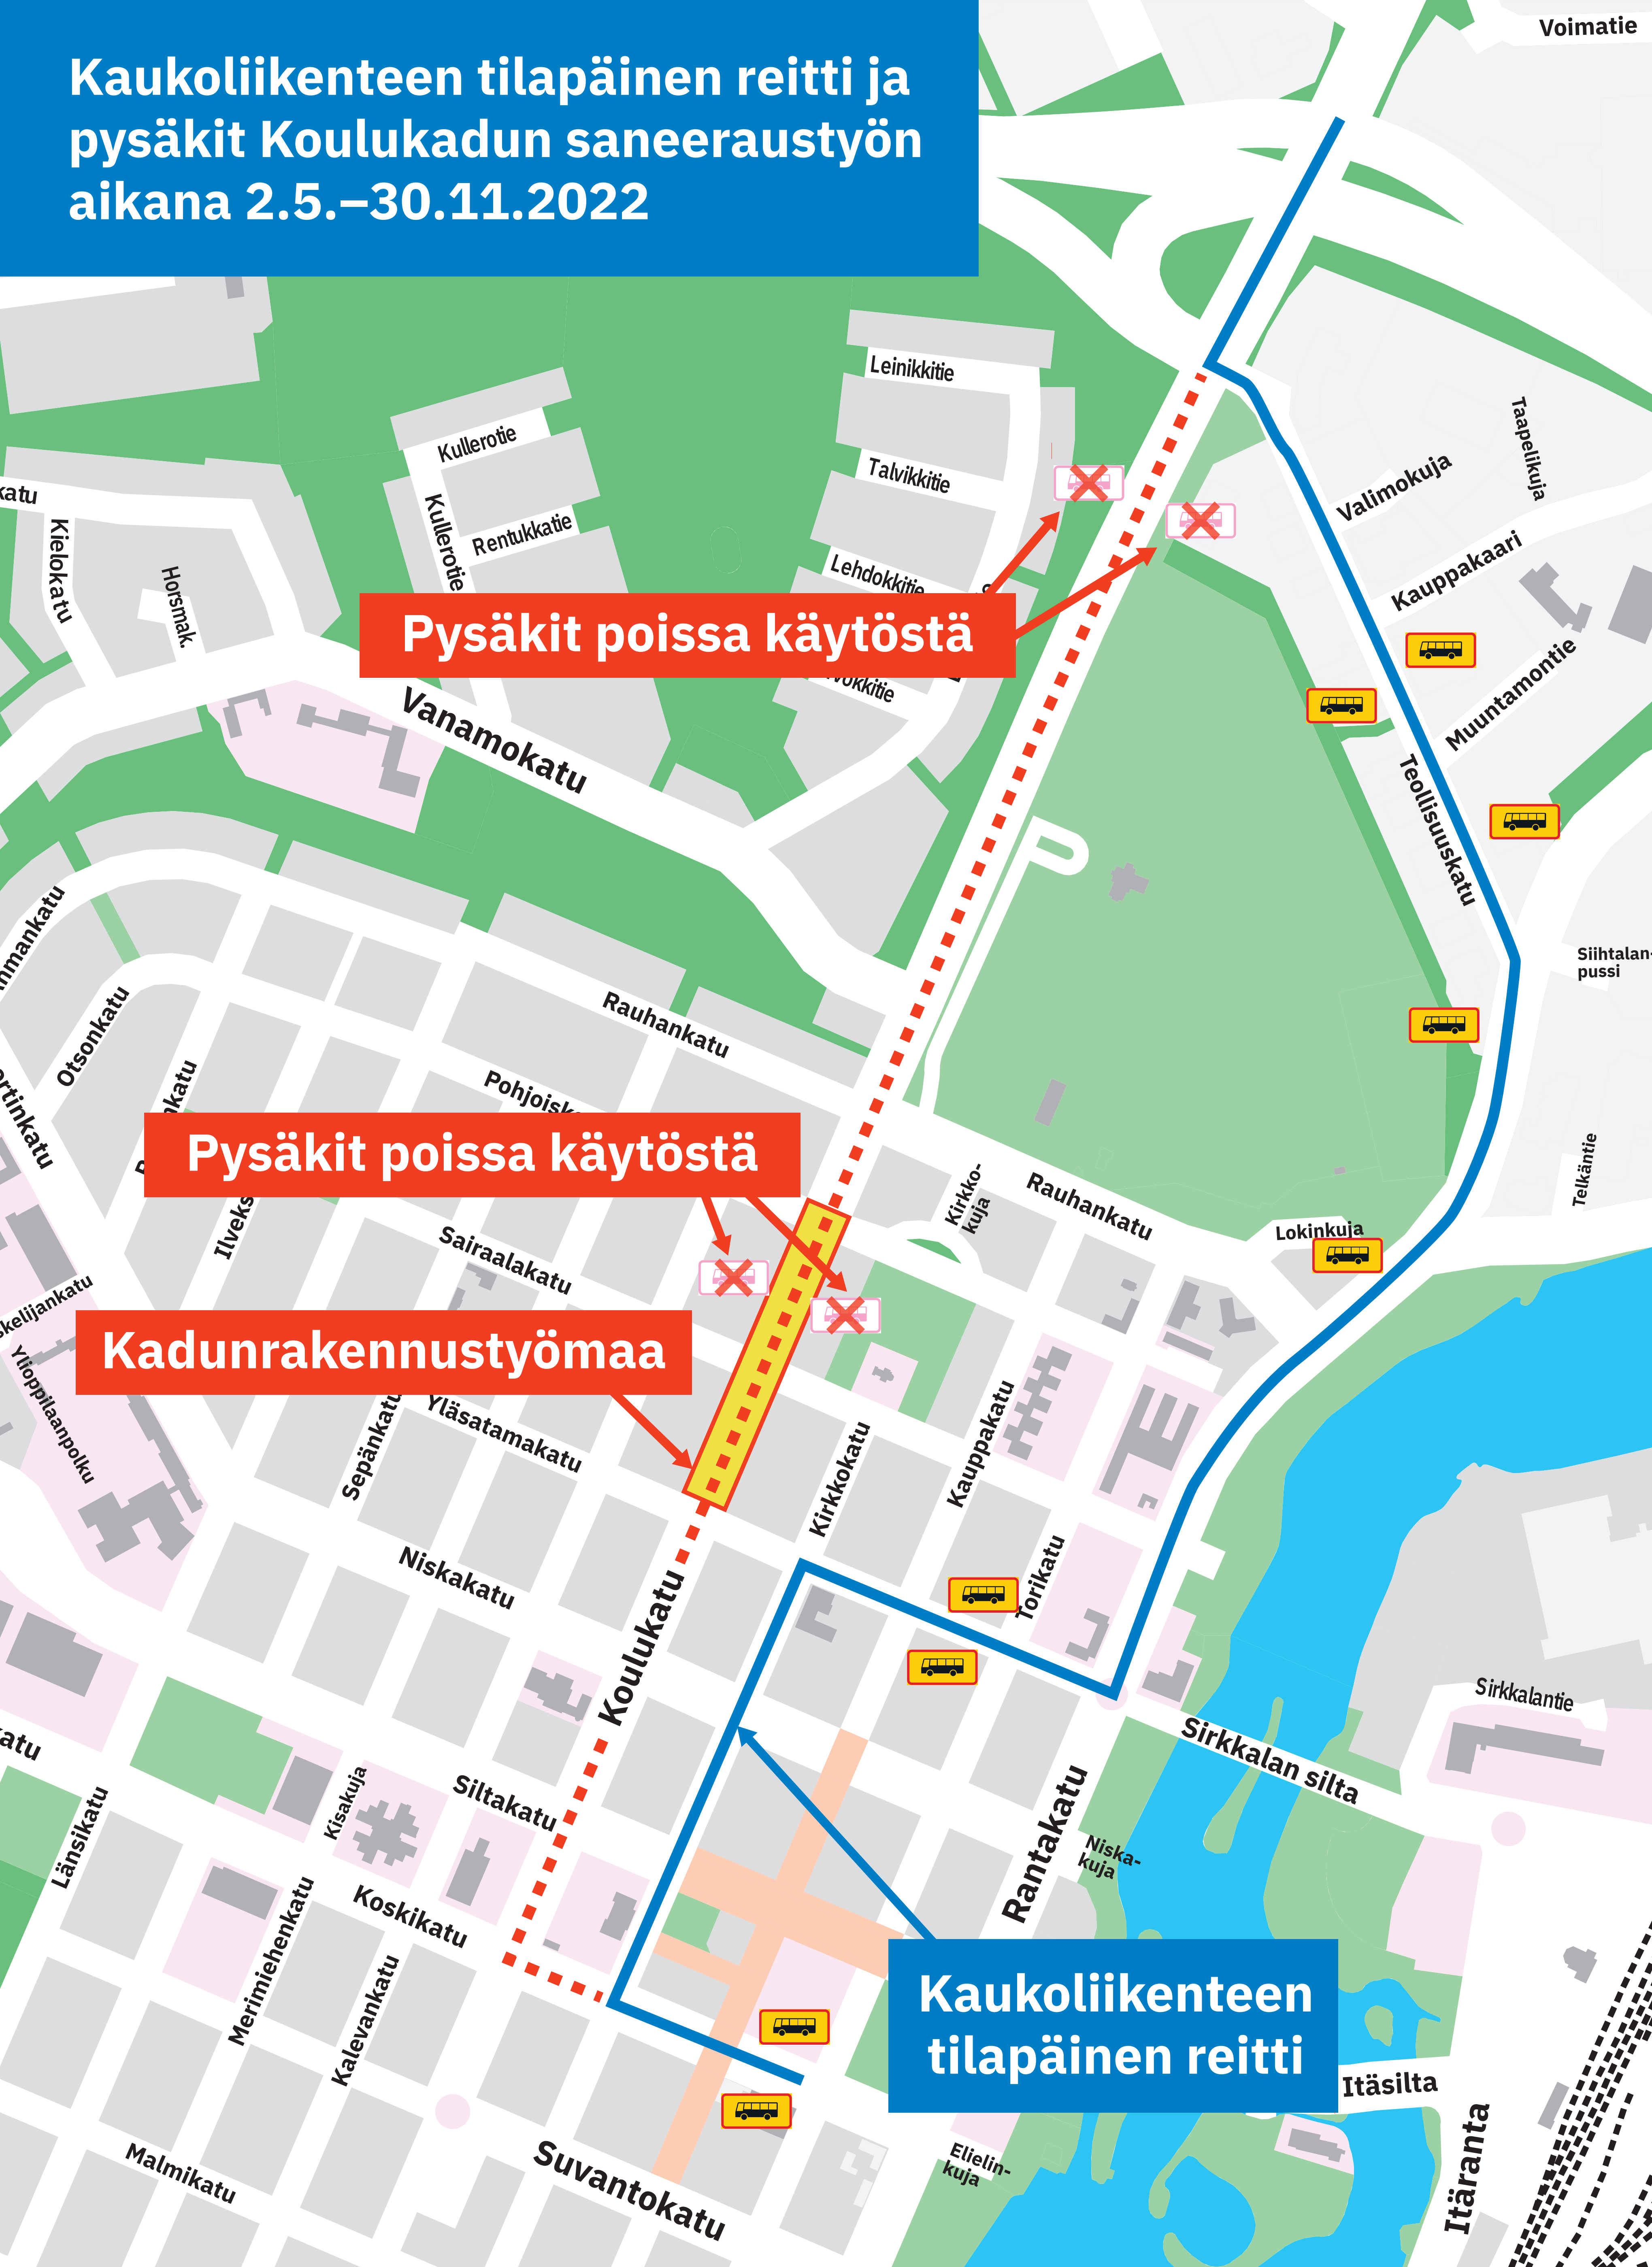 Kaukoliikenteen tilapäinen reitti ja
pysäkit Koulukadun saneeraustyön
aikana 2.5.–30.11.2022
Voimatie
Leinikkitie
Talvikkitie
Lehdokkitie
Kullerotie
Kullerotie
Rentukkatie
katu
Kielokatu
Horsmak.
Taapelikuja
Valimokuja
Kauppakaari
Muuntamontie
Teollisuuskatu
Pysäkit poissa käytöstä
Vanamokatu
Siihtalan-
pussi
Otsonkatu
Rauhankatu
Telkäntie
Pysäkit poissa käytöstä
Kirkko-
kuja
Rauhankatu
Lokinkuja
Sairaalakatu
Kadunrakennustyömaa
Ylioppilaanpolku
Sepänkatu
Yläsatamakatu
Kirkkokatu
Kauppakatu
Torikatu
Niskakatu
Koulukatu
Sirkkalantie
Sirkkalan silta
katu
Länsikatu
Kisakuja
Siltakatu
Rantakatu
Niska-
kuja
Koskikatu
Merimiehenkatu
Kalevankatu
Kaukoliikenteen
tilapäinen reitti
Itäsilta
Itäranta
Elielin-
kuja
Suvantokatu
Malmikatu